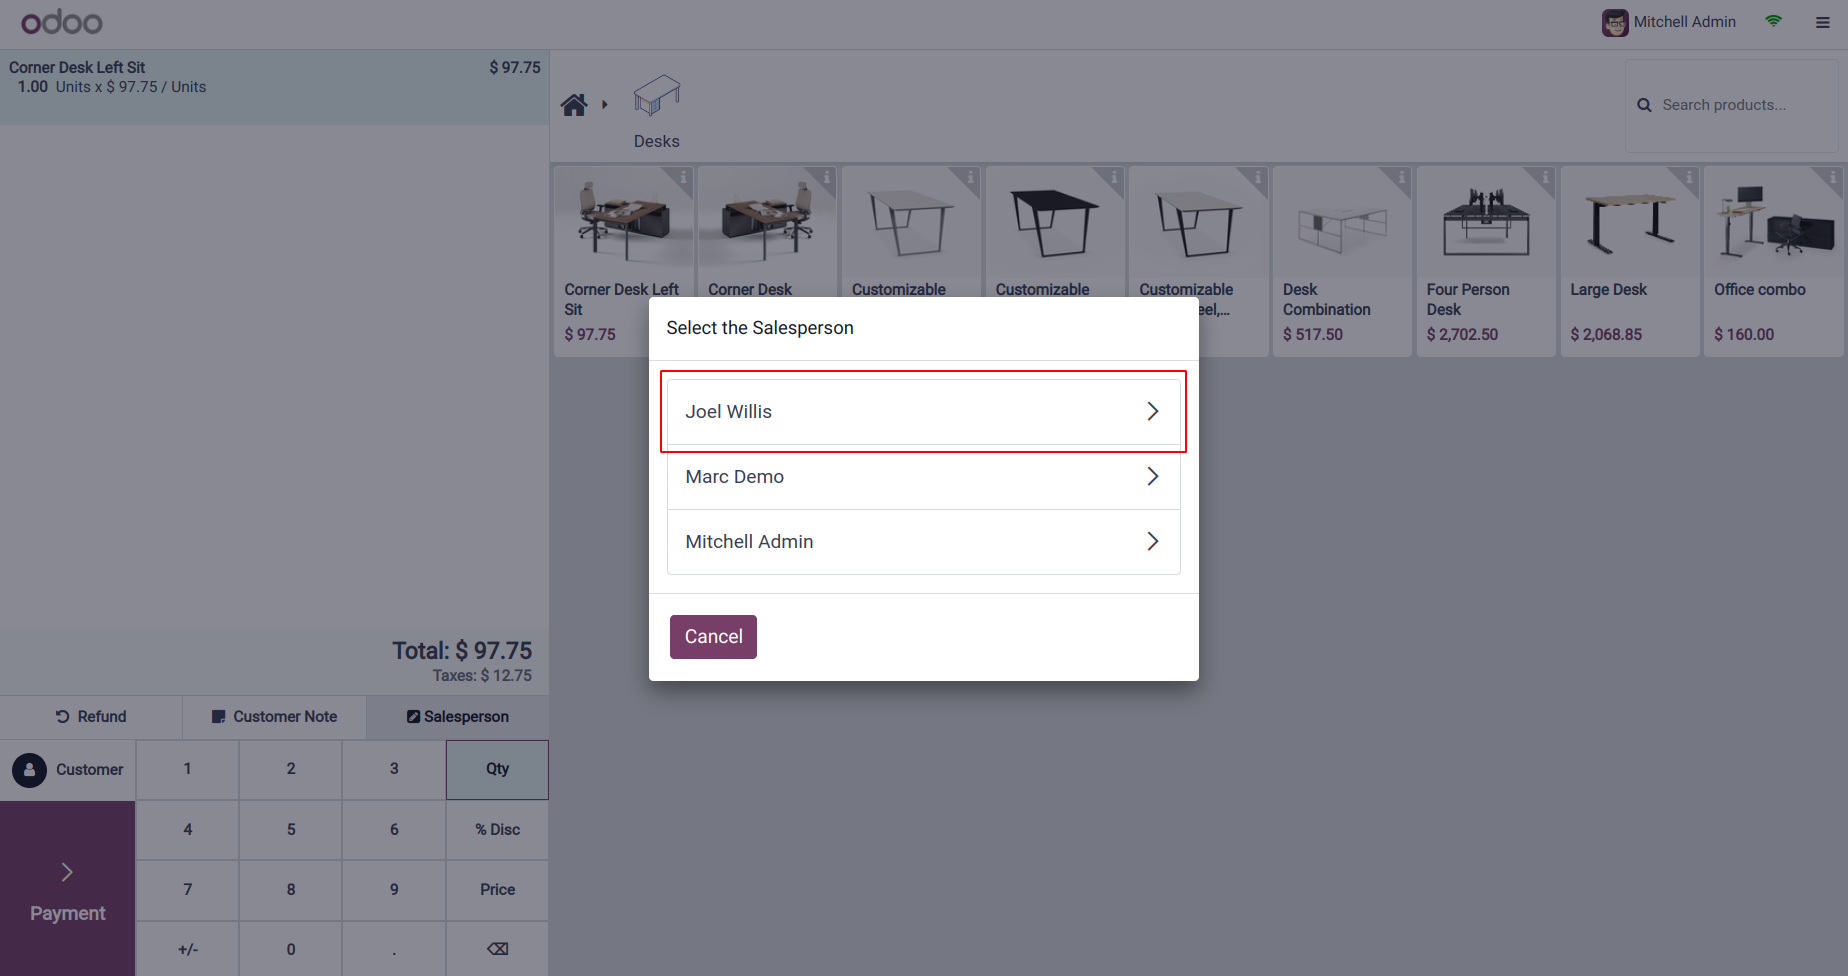 odoo
Mitchell Admin
Corner Desk Left Sit $ 97.75
1.00 Units x $ 97.75 / Units
Desks
Search products...
Corner Desk Left
Sit
$ 97.75
Corner Desk
Customizable
Customizable
Customizable
eel,...
Desk
Combination
$ 517.50
Four Person
Desk
$ 2,702.50
Large Desk
$ 2,068.85
Office combo
$ 160.00
Select the Salesperson
Joel Willis
Marc Demo
Mitchell Admin
Cancel
Total: $ 97.75
Taxes: $ 12.75
Refund Customer Note Salesperson
Customer 1 2 3 Qty
4 5 6 % Disc
7 8 9 Price
Payment
+/- 0 .